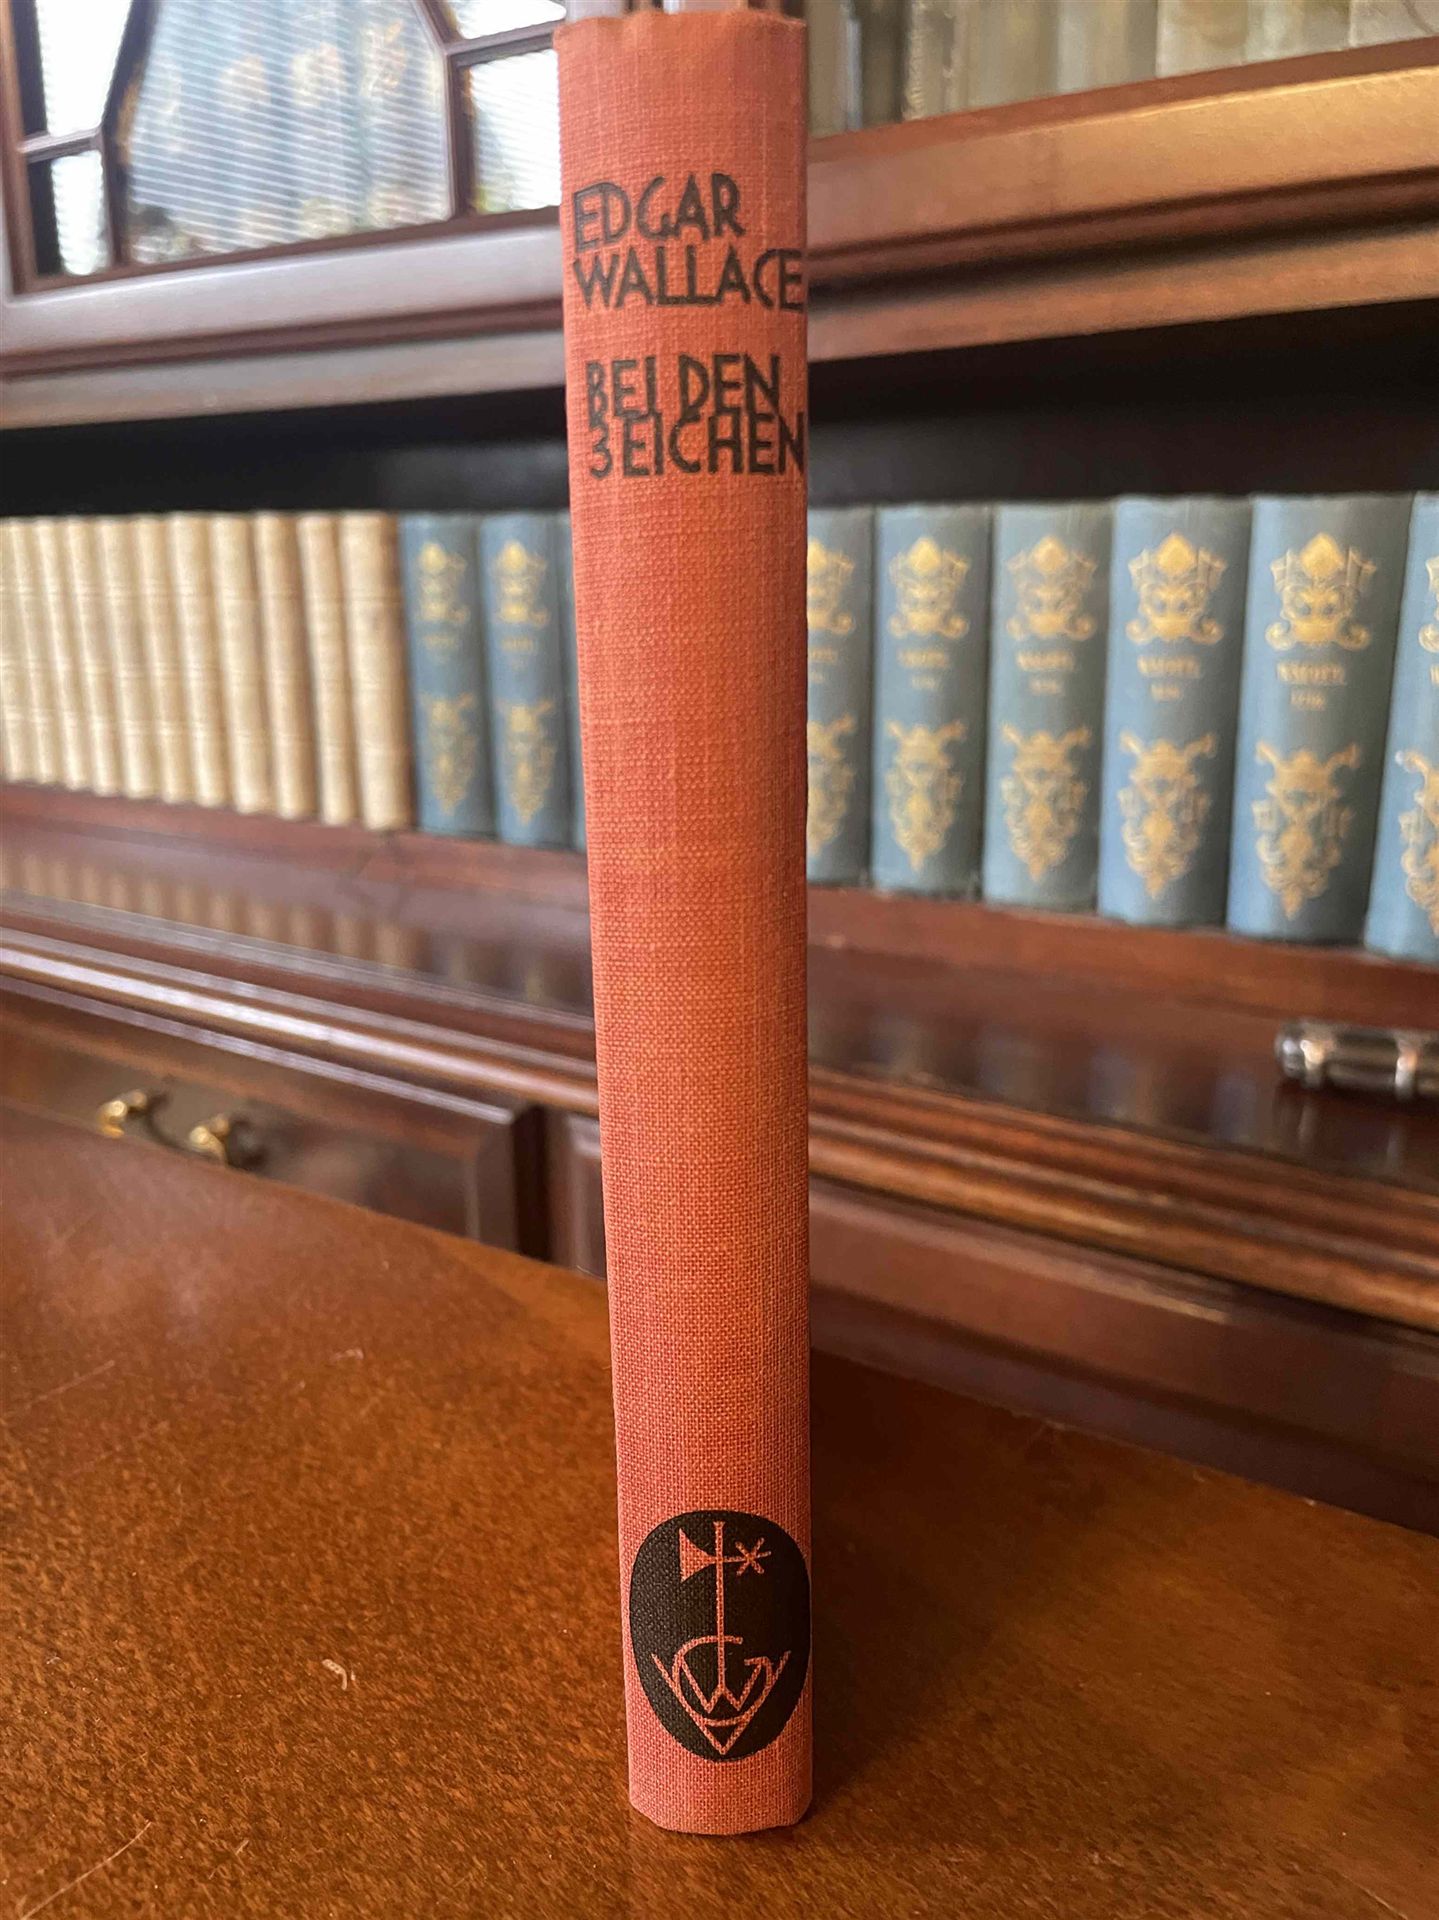 EDGAR
WALLACE
BEI DEN
3 EICHEN